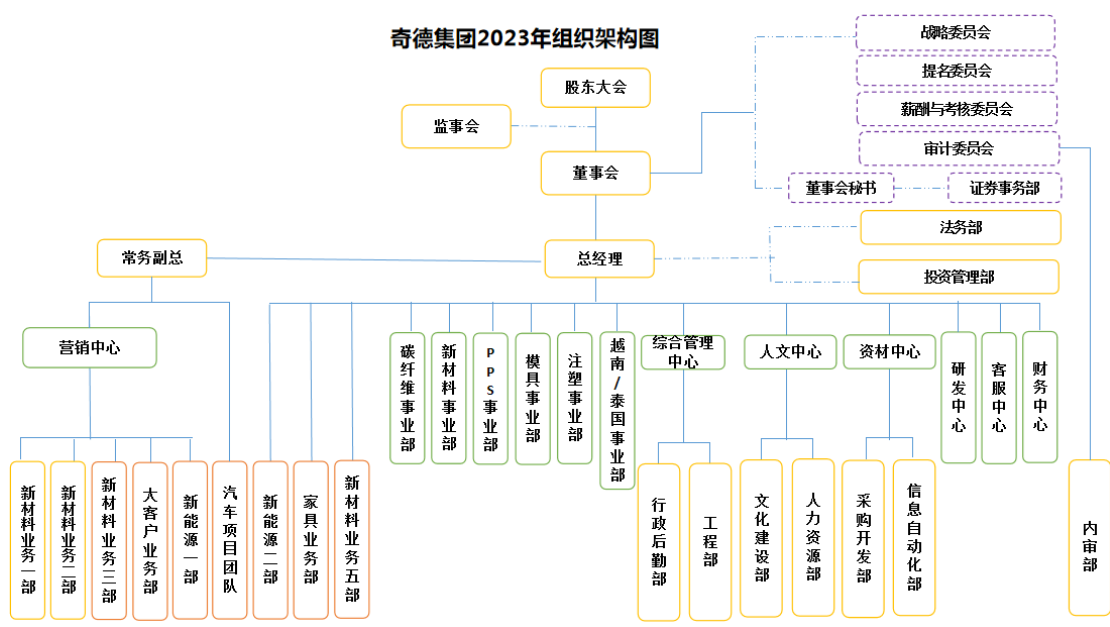 奇德集团2023年组织架构图
战略委员会
提名委员会
薪酬与考核委员会
审计委员会
股东大会
监事会
董事会
董事会秘书
证券事务部
法务部
常务副总
总经理
投资管理部
营销中心
碳纤维事业部
新材料事业部
PPS事业部
模具事业部
注塑事业部
越南/泰国事业部
综合管理
中心
人文中心
资材中心
研发中心
客服中心
财务中心
新材料业务一部
新材料业务二部
新材料业务三部
大客户业务部
新能源一部
汽车项目团队
新能源二部
家具业务部
新材料业务五部
行政后勤部
工程部
文化建设部
人力资源部
采购开发部
信息自动化部
内审部